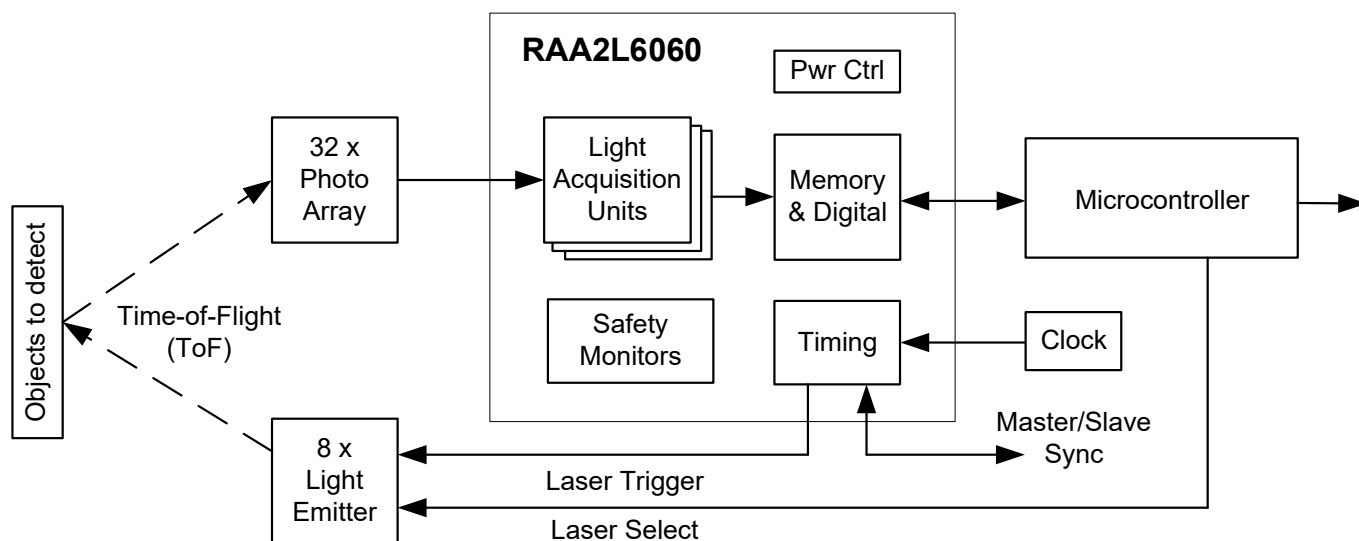 RAA2L6060
Pwr Ctrl
32 x
Photo
Array
Light
Acquisition
Units
Memory
& Digital
Microcontroller
Objects to detect
Time-of-Flight
(ToF)
Safety
Monitors
Timing
Clock
Master/Slave
Sync
8 x
Light
Emitter
Laser Trigger
Laser Select